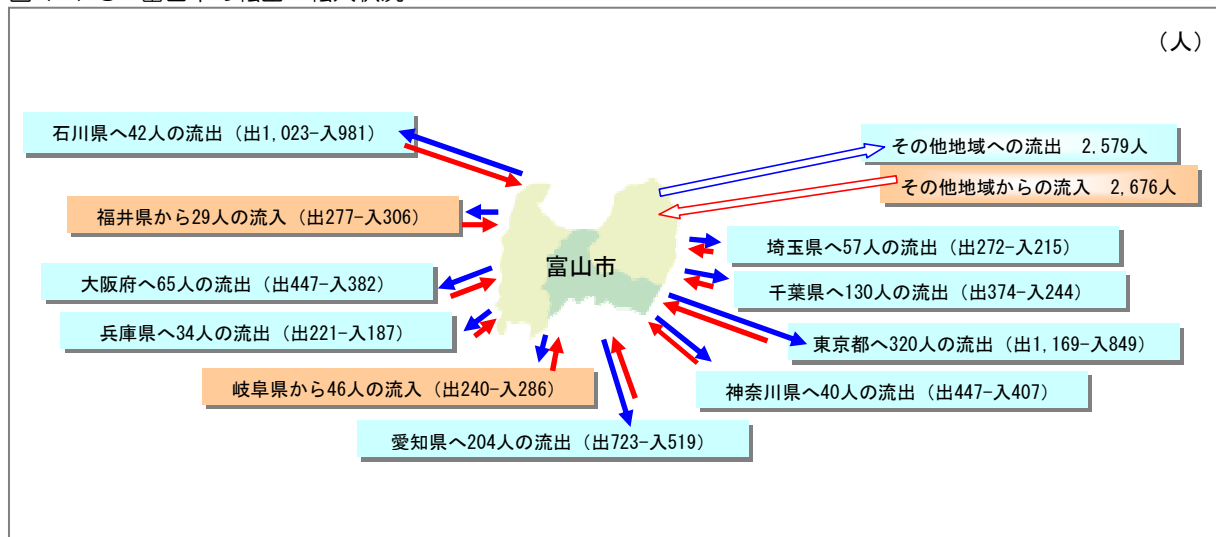 （人）
石川県へ42人の流出（出1,023-入981）
その他地域への流出　2,579人
その他地域からの流入　2,676人
福井県から29人の流入（出277-入306）
埼玉県へ57人の流出（出272-入215）
富山市
大阪府へ65人の流出（出447-入382）
千葉県へ130人の流出（出374-入244）
兵庫県へ34人の流出（出221-入187）
東京都へ320人の流出（出1,169-入849）
岐阜県から46人の流入（出240-入286）
神奈川県へ40人の流出（出447-入407）
愛知県へ204人の流出（出723-入519）